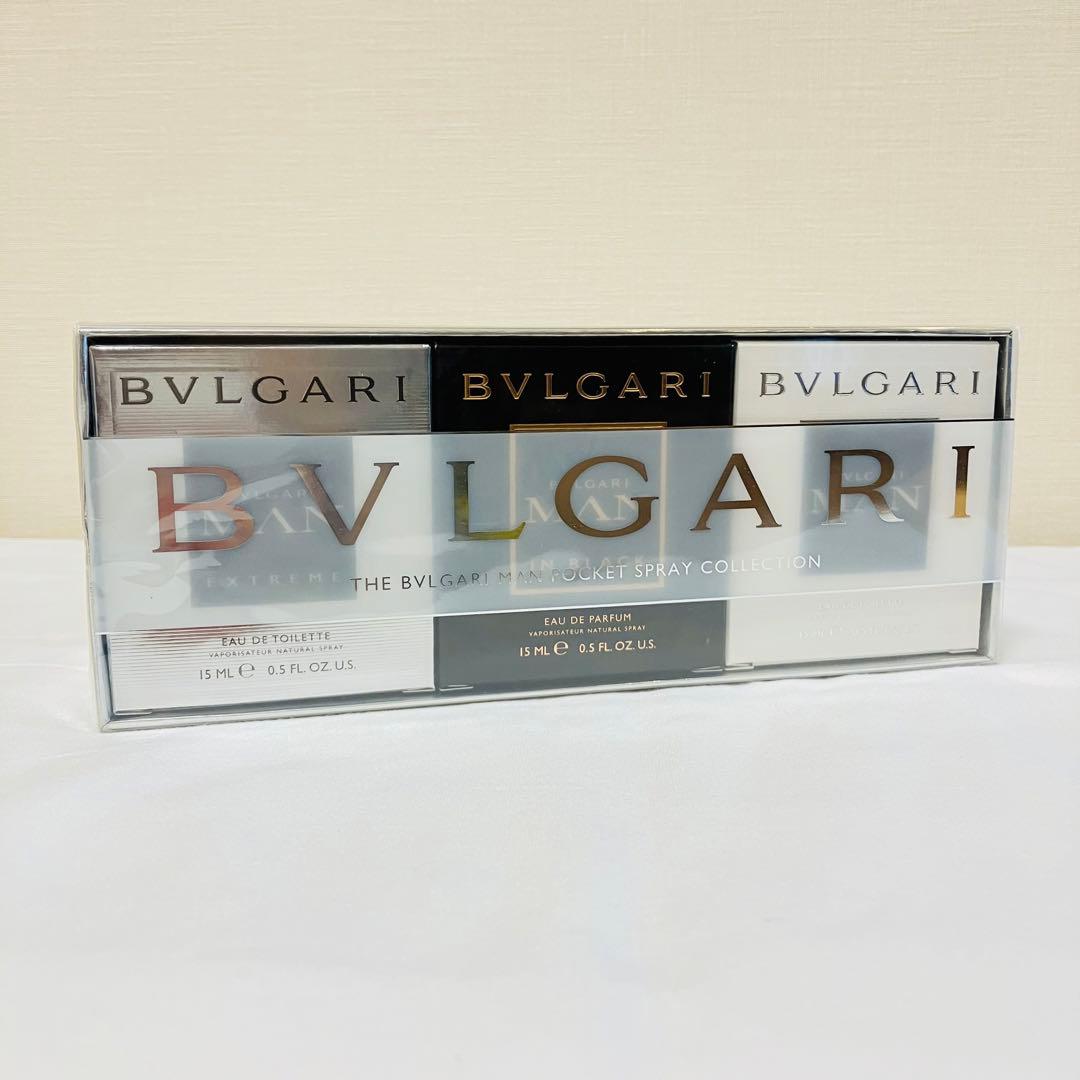 BVLGARI
BVLGARI
BVLGARI
BVLGARI
BVLGARI
MAN
EXTREME
BVLGARI
MAN
IN BLACK
BVLGARI
MAN
THE BVLGARI MAN POCKET SPRAY COLLECTION
EAU DE TOILETTE
VAPORISATEUR NATURAL SPRAY
15 ML e 0.5 FL. OZ. U.S.
EAU DE PARFUM
VAPORISATEUR NATURAL SPRAY
15 ML e 0.5 FL. OZ. U.S.